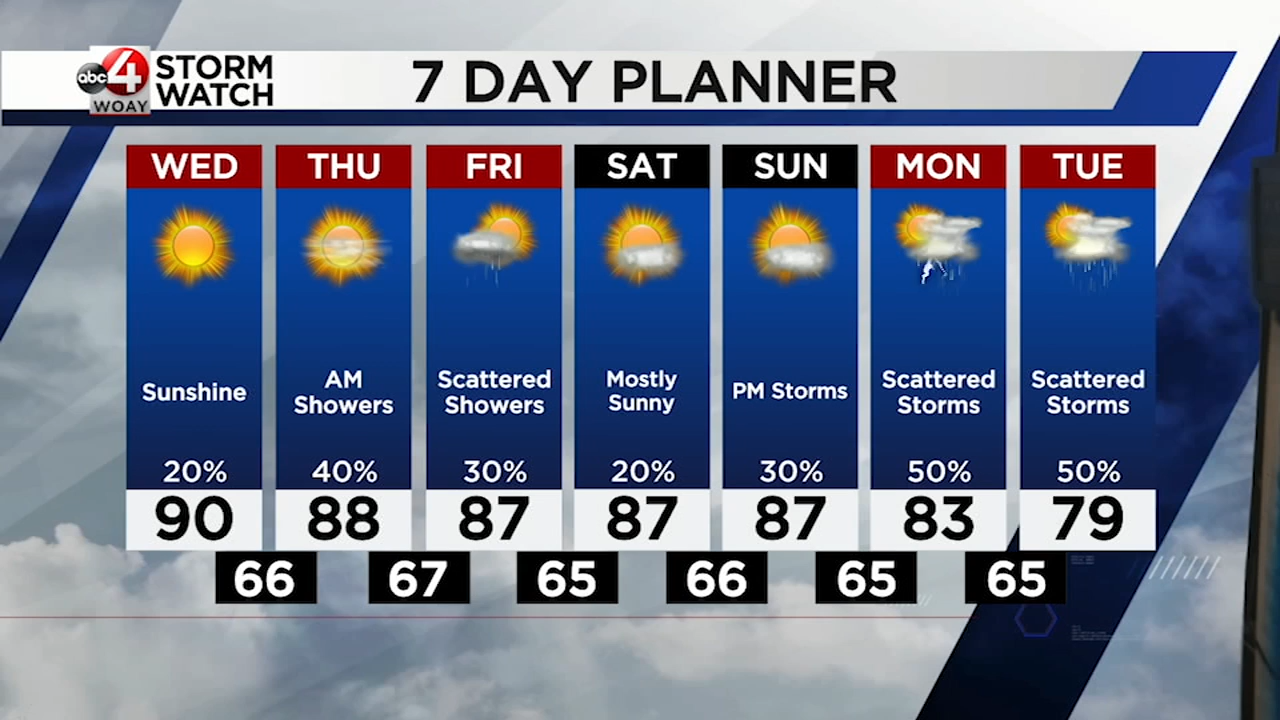 abc 4 WOAY
STORM
WATCH
7 DAY PLANNER
WED
Sunshine
20%
90
THU
AM
Showers
40%
88
FRI
Scattered
Showers
30%
87
SAT
Mostly
Sunny
20%
87
SUN
PM Storms
30%
87
MON
Scattered
Storms
50%
83
TUE
Scattered
Storms
50%
79
66
67
65
66
65
65